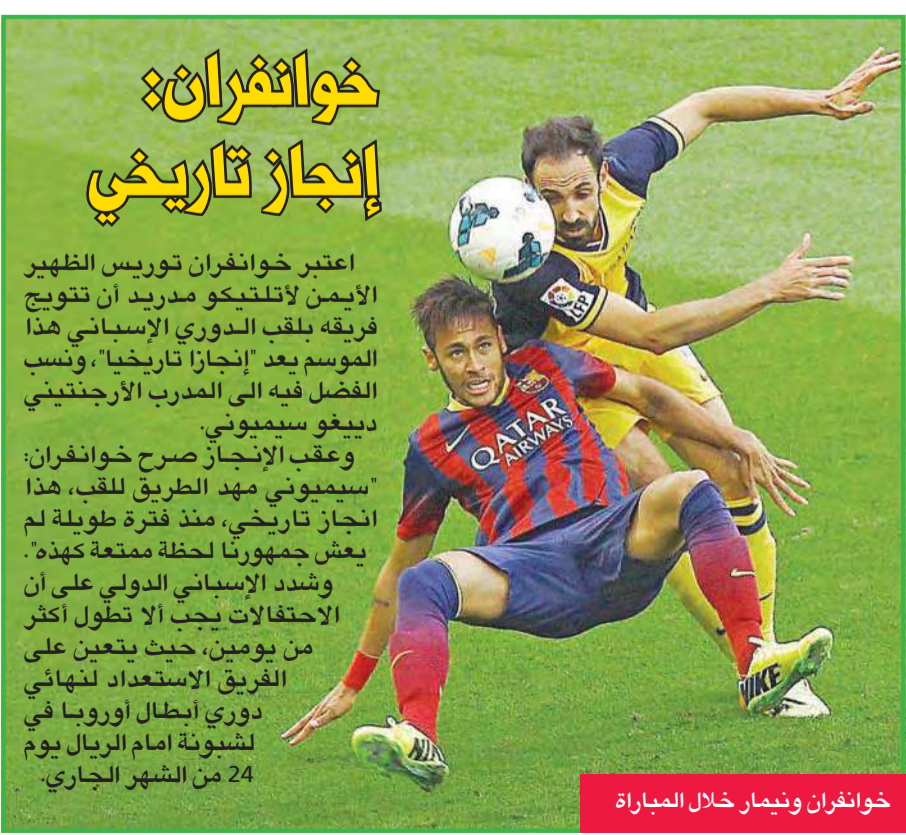 خوانفران:
إنجاز تاريخي
اعتبر خوانفران توريس الظهير
الأيمن لأتلتيكو مدريد أن تتويج
فريقه بلقب الدوري الإسباني هذا
الموسم يعد "إنجازا تاريخيا"، ونسب
الفضل فيه الى المدرب الأرجنتيني
دييغو سيميوني.
وعقب الإنجاز صرح خوانفران:
"سيميوني مهد الطريق للقب، هذا
انجاز تاريخي، منذ فترة طويلة لم
يعش جمهورنا لحظة ممتعة كهذه".
وشدد الإسباني الدولي على أن
الاحتفالات يجب ألا تطول أكثر
من يومين، حيث يتعين على
الفريق الاستعداد لنهائي
دوري أبطال أوروبا في
لشبونة امام الريال يوم
24 من الشهر الجاري.
LFP
QATAR
AIRWAYS
NIKE
NIKE
خوانفران ونيمار خلال المباراة